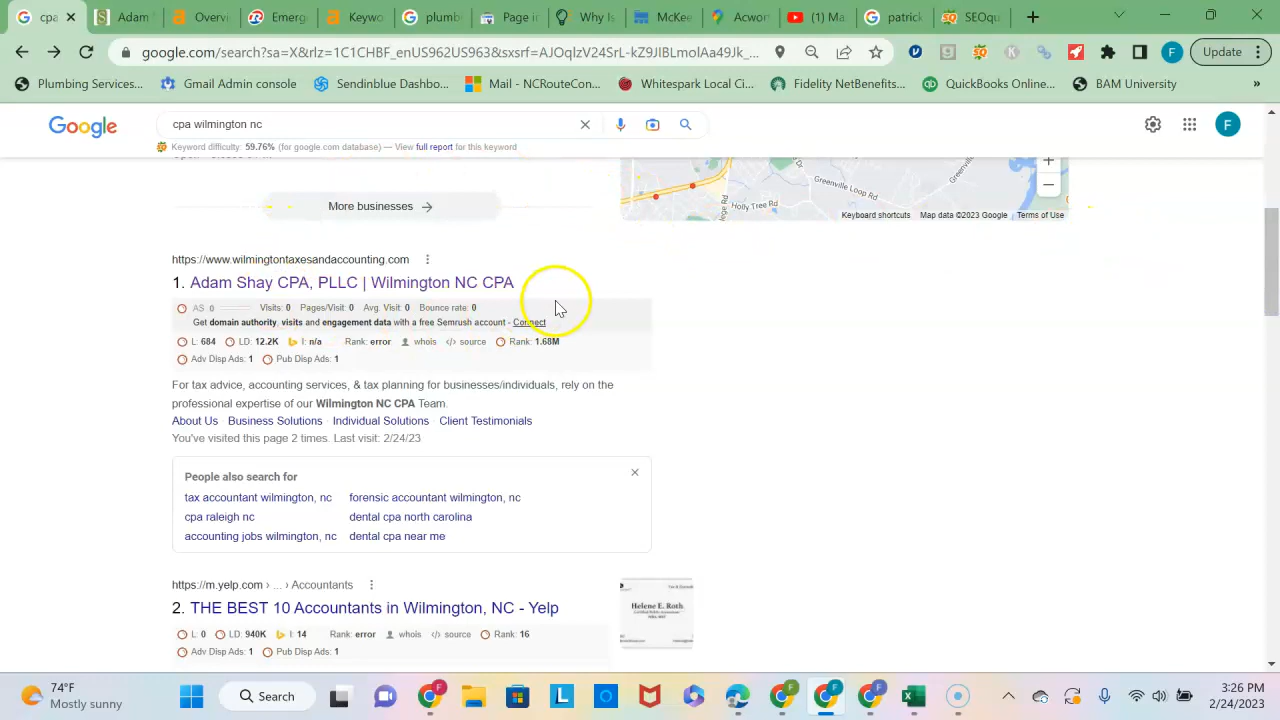 cpa
amazon
Emerge
Keywo
plumb
Page in
Why Is
McKee
Acwor
(1) Ma
patrick
SEOqu
google.com/search?sa=X&rlz=1C1CHBF_enUS962US963&sxsrf=AJOqlzV24SrL-kZ9JIBLmolAa49Jk_...
Update
Plumbing Services...
Gmail
Sendinblue Dashbo...
Microsoft - NCRouteCon...
Whitespark Local Ci...
FidelityBenefits/...
QuickBooks Online
BAM University
»
Google
cpa wilmington nc
F
Keyword difficulty: 59.76% (for google.com database) — View full report for this keyword
More businesses →
Greenville Loop Rd
Holly Tree Rd
Keyboard shortcuts Map data ©2023 Google Terms of Use
https://www.wilmingtontaxesandaccounting.com
1. Adam Shay CPA, PLLC | Wilmington NC CPA
AS 0 Visits: 0 Pages/Visit: 0 Avg. Visit: 0 Bounce rate: 0
Get domain authority, visits and engagement data with a free Semrush account - Connect
L: 684 LD: 12.2K I: n/a Rank: error whois </> source Rank: 1.68M
Adv Disp Ads: 1 Pub Disp Ads: 1
For tax advice, accounting services, & tax planning for businesses/individuals, rely on the
professional expertise of our Wilmington NC CPA Team.
About Us · Business Solutions · Individual Solutions · Client Testimonials
You've visited this page 2 times. Last visit: 2/24/23
People also search for
tax accountant wilmington, nc forensic accountant wilmington, nc
cpa raleigh nc dental cpa north carolina
accounting jobs wilmington, nc dental cpa near me
https://m.yelp.com › ... › Accountants
2. THE BEST 10 Accountants in Wilmington, NC - Yelp
Helene E. Roth
L: 0 LD: 940K I: 14 Rank: error whois </> source Rank: 16
Adv Disp Ads: 1 Pub Disp Ads: 1
74°F
Mostly sunny
Search
3:26 PM
2/24/2023